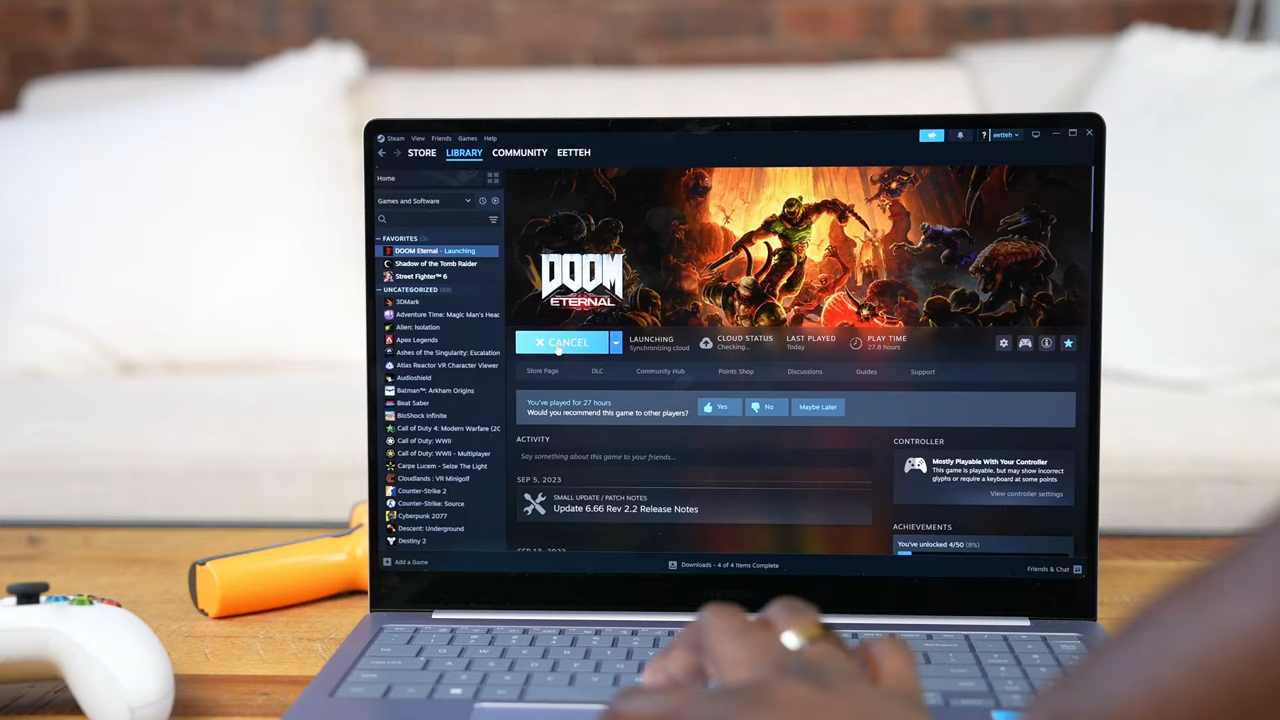 Steam View Friends Games Help
eetteh
STORE LIBRARY COMMUNITY EETTEH
Home
Games and Software
FAVORITES (3)
DOOM Eternal - Launching
Shadow of the Tomb Raider
Street Fighter™ 6
UNCATEGORIZED
3DMark
Adventure Time: Magic Man's Head
Alien: Isolation
Apex Legends
Ashes of the Singularity: Escalation
Atlas Reactor VR Character Viewer
Audioshield
Batman™: Arkham Origins
Beat Saber
BioShock Infinite
Call of Duty 4: Modern Warfare (20
Call of Duty: WWII
Call of Duty: WWII - Multiplayer
Carpe Lucem - Seize The Light
Cloudlands : VR Minigolf
Counter-Strike 2
Counter-Strike: Source
Cyberpunk 2077
Descent: Underground
Destiny 2
Add a Game
DOOM
ETERNAL
CANCEL
LAUNCHING
Synchronizing cloud
CLOUD STATUS
Checking...
LAST PLAYED
Today
PLAY TIME
27.8 hours
Store Page DLC Community Hub Points Shop Discussions Guides Support
You've played for 27 hours
Would you recommend this game to other players?
Yes No Maybe Later
ACTIVITY
Say something about this game to your friends...
SEP 5, 2023
SMALL UPDATE / PATCH NOTES
Update 6.66 Rev 2.2 Release Notes
CONTROLLER
Mostly Playable With Your Controller
This game is playable, but may show incorrect
glyphs or require a keyboard at some points
View controller settings
ACHIEVEMENTS
You've unlocked 4/50 (8%)
Downloads - 4 of 4 Items Complete
Friends & Chat